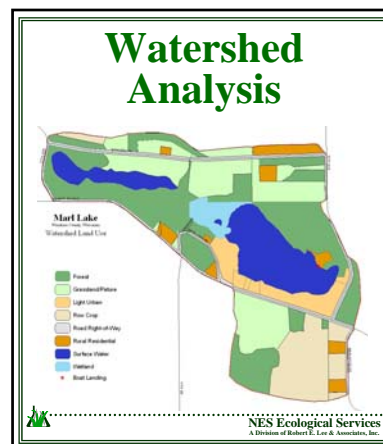 Watershed
Analysis
Marl Lake
Watershed Land Use
Forest
Grassland/Pasture
Light Urban
Row Crop
Road Right-of-Way
Rural Residential
Surface Water
Wetland
Boat Landing
NES Ecological Services
A Division of Robert E. Lee & Associates, Inc.